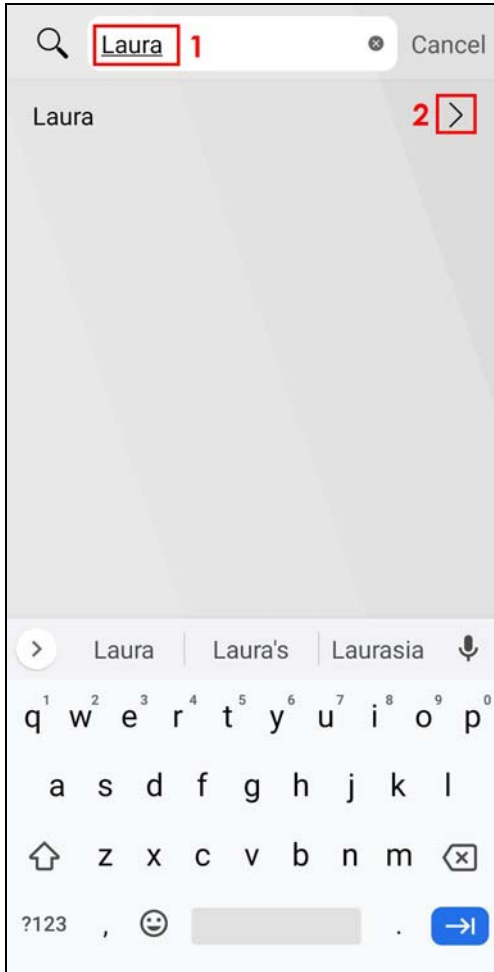 Laura 1 Cancel
Laura 2
Laura Laura's Laurasia
q1 w2 e3 r4 t5 y6 u7 i8 o9 p0
a s d f g h j k l
z x c v b n m
?123 , .